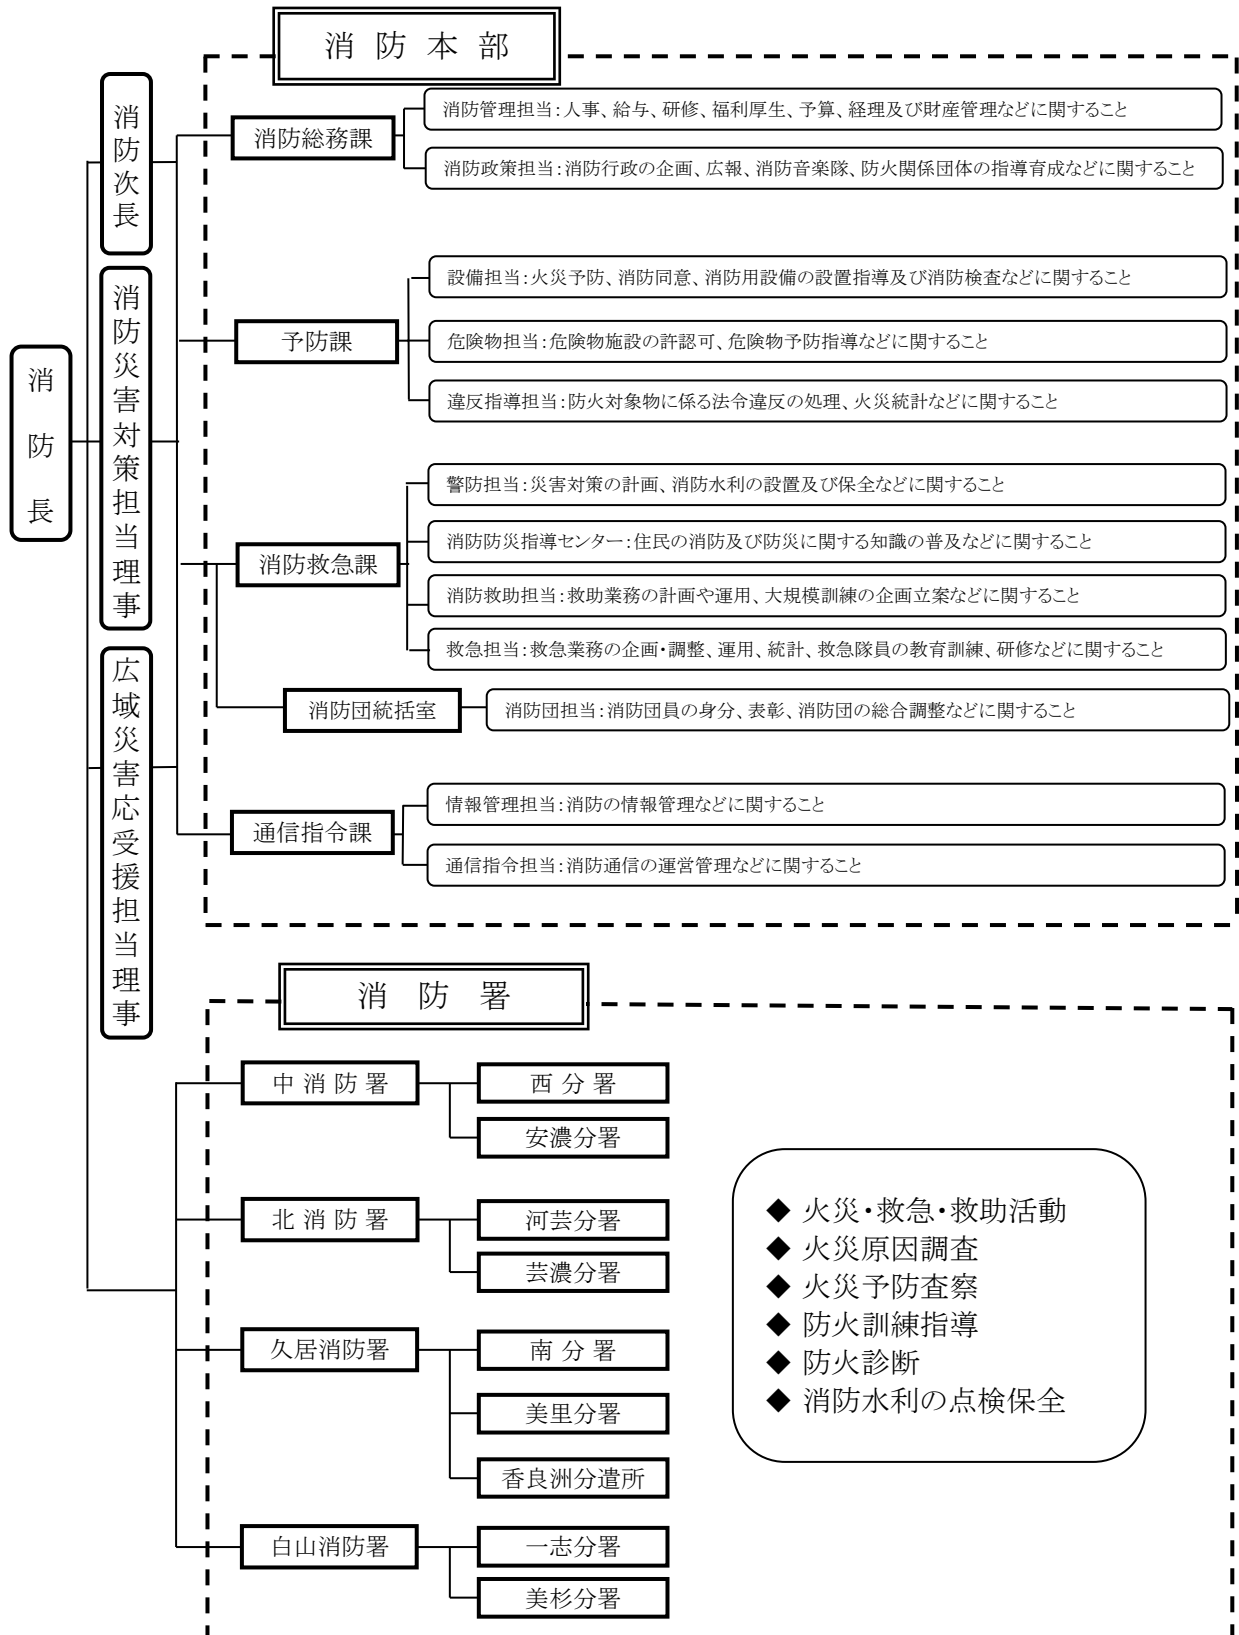 消防本部
消防長
消防次長
消防災害対策担当理事
広域災害応受援担当理事
消防総務課
消防管理担当:人事、給与、研修、福利厚生、予算、経理及び財産管理などに関すること
消防政策担当:消防行政の企画、広報、消防音楽隊、防火関係団体の指導育成などに関すること
予防課
設備担当:火災予防、消防同意、消防用設備の設置指導及び消防検査などに関すること
危険物担当:危険物施設の許認可、危険物予防指導などに関すること
違反指導担当:防火対象物に係る法令違反の処理、火災統計などに関すること
消防救急課
警防担当:災害対策の計画、消防水利の設置及び保全などに関すること
消防防災指導センター:住民の消防及び防災に関する知識の普及などに関すること
消防救助担当:救助業務の計画や運用、大規模訓練の企画立案などに関すること
救急担当:救急業務の企画・調整、運用、統計、救急隊員の教育訓練、研修などに関すること
消防団統括室
消防団担当:消防団員の身分、表彰、消防団の総合調整などに関すること
通信指令課
情報管理担当:消防の情報管理などに関すること
通信指令担当:消防通信の運営管理などに関すること
消防署
中消防署
西分署
安濃分署
北消防署
河芸分署
芸濃分署
久居消防署
南分署
美里分署
香良洲分遣所
白山消防署
一志分署
美杉分署
◆ 火災・救急・救助活動
◆ 火災原因調査
◆ 火災予防査察
◆ 防火訓練指導
◆ 防火診断
◆ 消防水利の点検保全